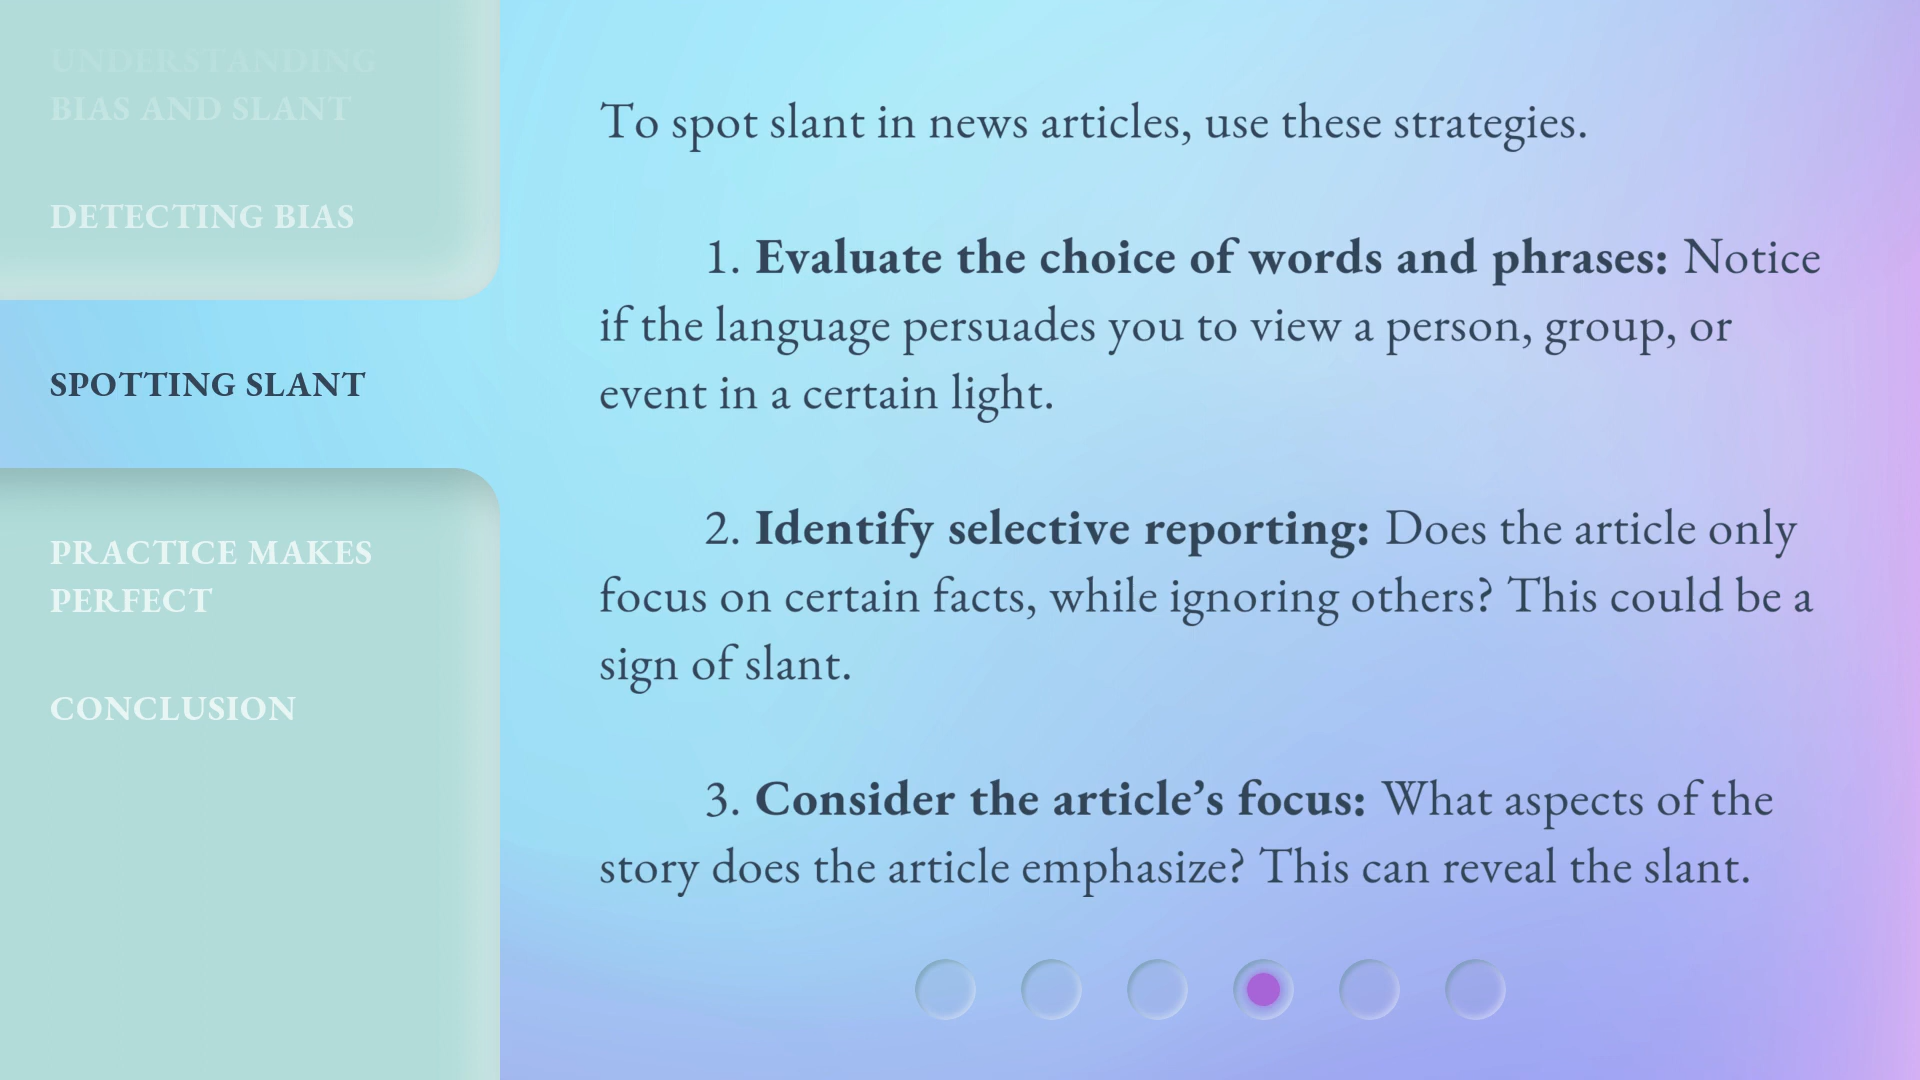 UNDERSTANDING
BIAS AND SLANT
DETECTING BIAS
SPOTTING SLANT
PRACTICE MAKES
PERFECT
CONCLUSION
To spot slant in news articles, use these strategies.
1. Evaluate the choice of words and phrases: Notice
if the language persuades you to view a person, group, or
event in a certain light.
2. Identify selective reporting: Does the article only
focus on certain facts, while ignoring others? This could be a
sign of slant.
3. Consider the article’s focus: What aspects of the
story does the article emphasize? This can reveal the slant.